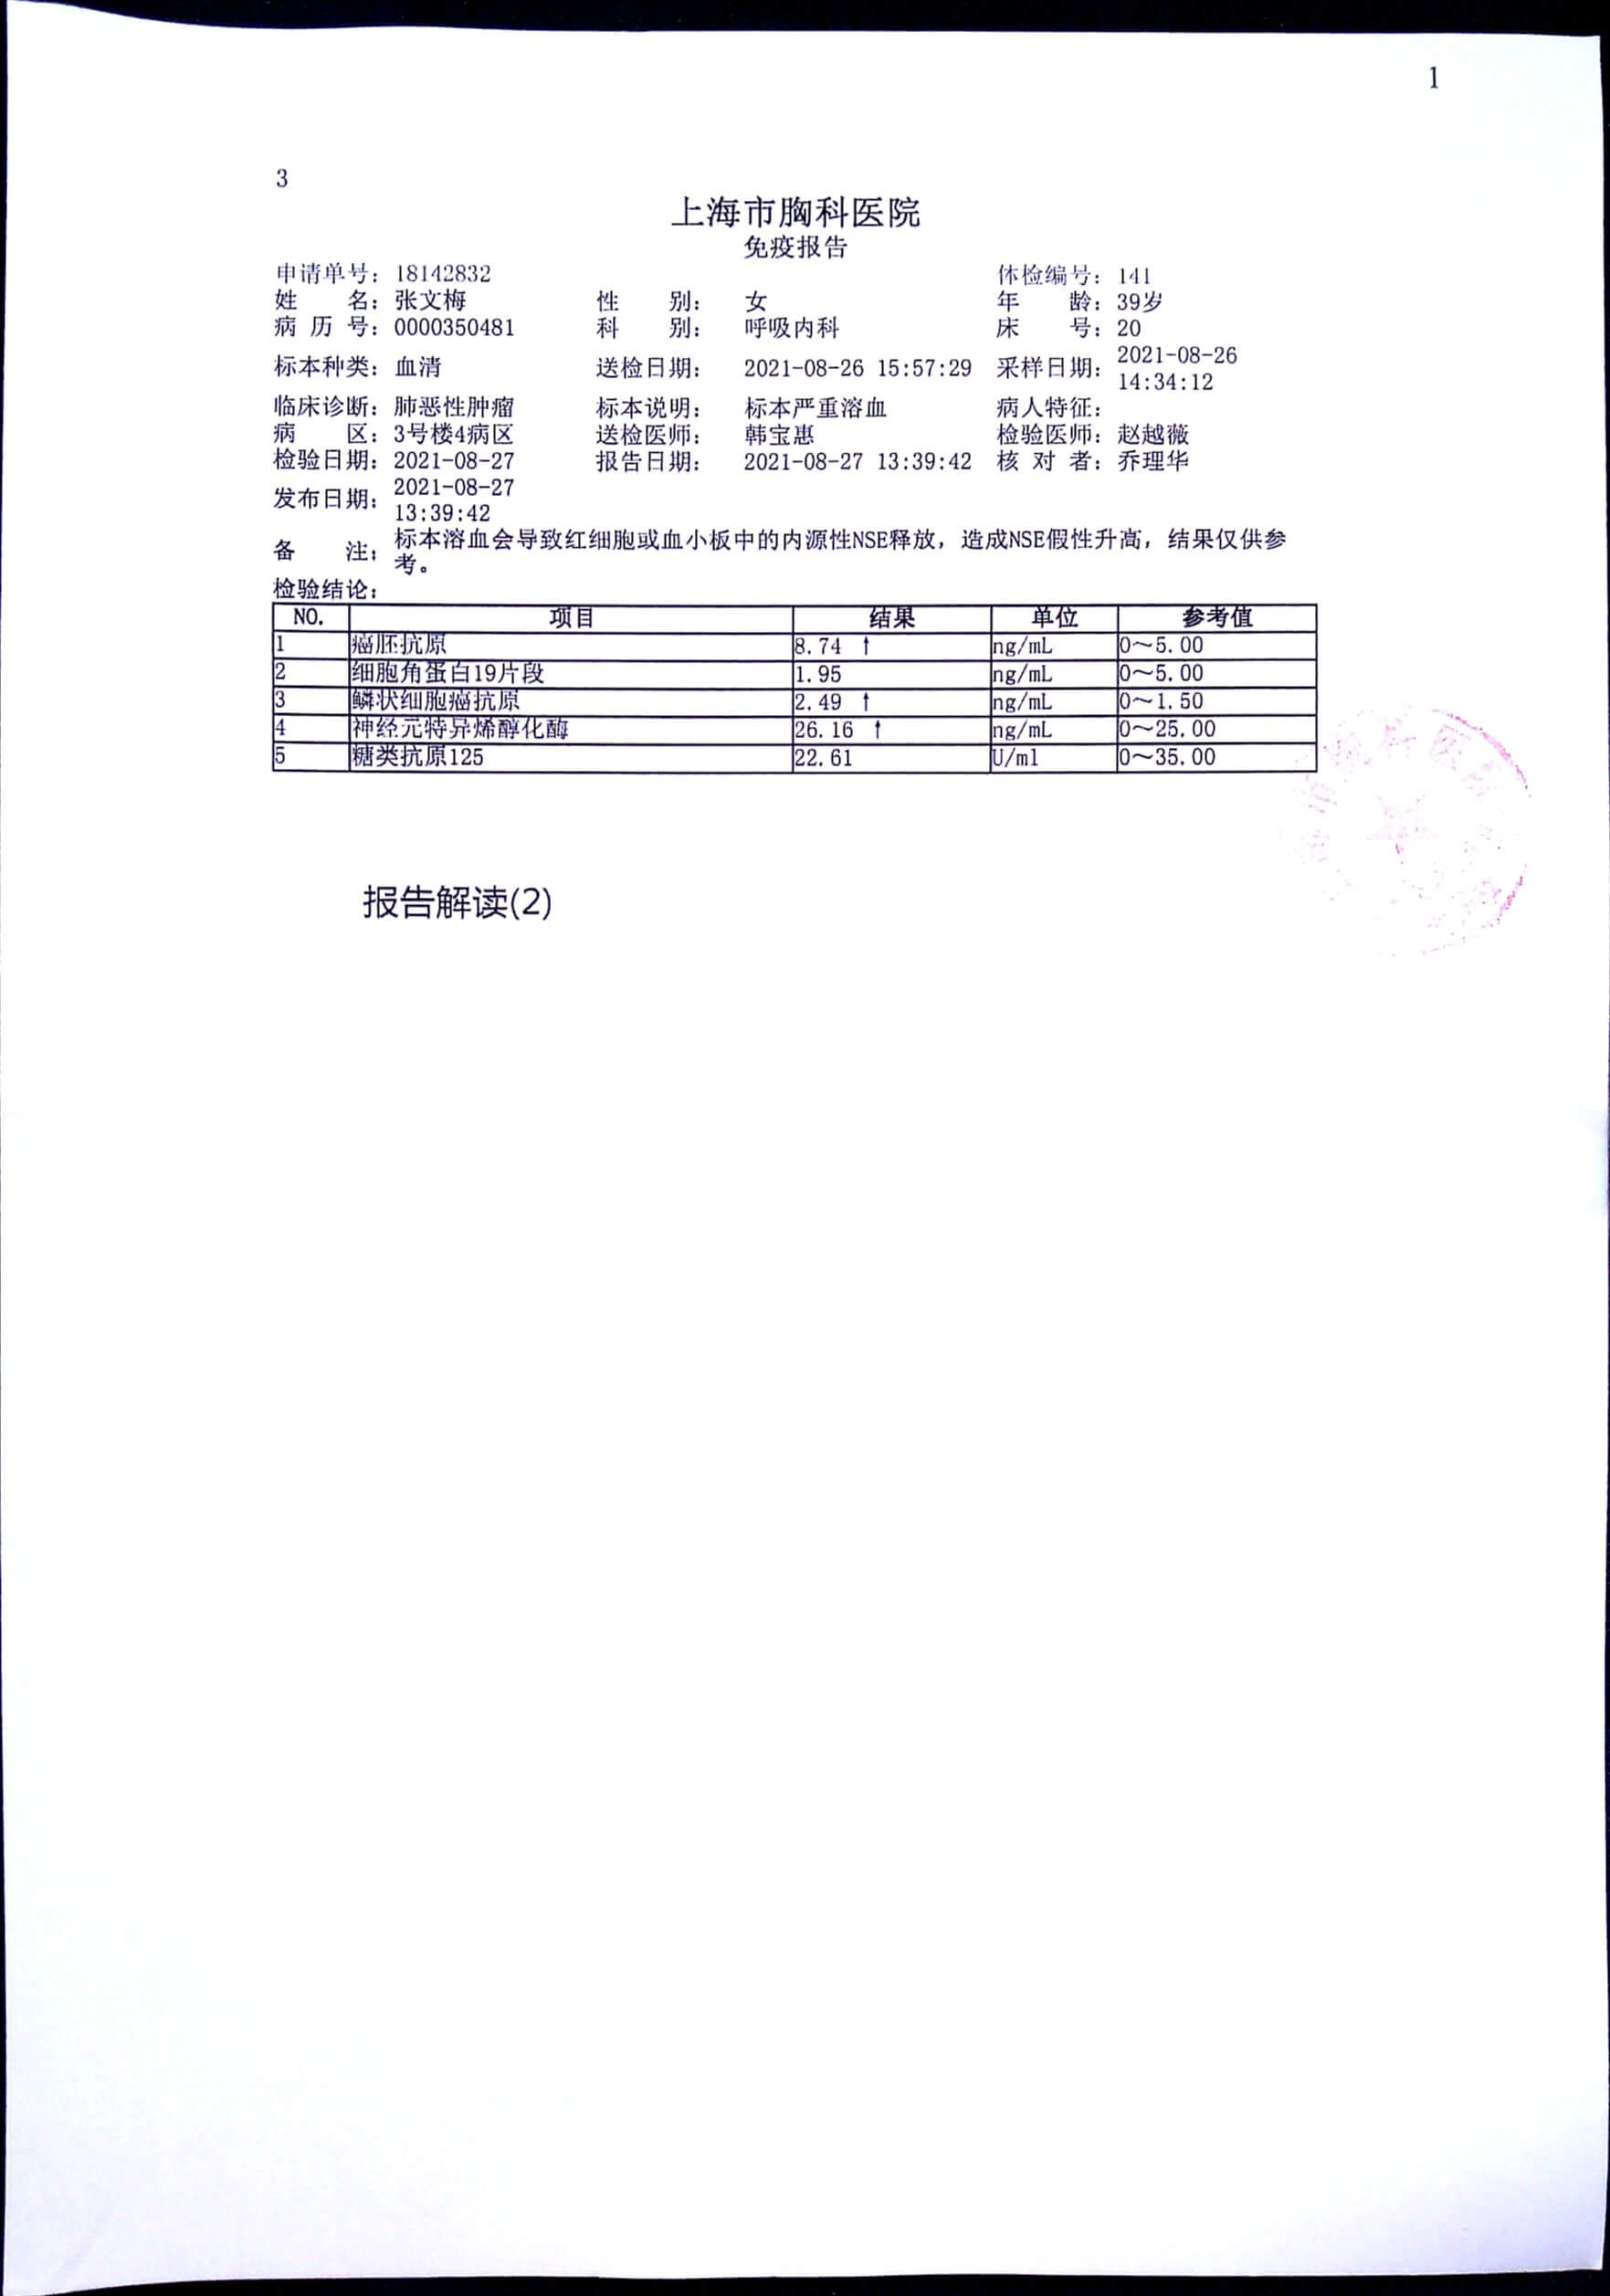 1
3
上海市胸科医院
免疫报告
申请单号: 18142832 体检编号: 141
姓 名: 张文梅 性 别: 女 年 龄: 39岁
病 历 号: 0000350481 科 别: 呼吸内科 床 号: 20
标本种类: 血清 送检日期: 2021-08-26 15:57:29 采样日期: 2021-08-26
14:34:12
临床诊断: 肺恶性肿瘤 标本说明: 标本严重溶血 病人特征:
病 区: 3号楼4病区 送检医师: 韩宝惠 检验医师: 赵越薇
检验日期: 2021-08-27 报告日期: 2021-08-27 13:39:42 核 对 者: 乔理华
发布日期: 2021-08-27
13:39:42
备 注: 标本溶血会导致红细胞或血小板中的内源性NSE释放，造成NSE假性升高，结果仅供参
考。
检验结论:
NO. 项目 结果 单位 参考值
1 癌胚抗原 8.74 ↑ ng/mL 0～5.00
2 细胞角蛋白19片段 1.95 ng/mL 0～5.00
3 鳞状细胞癌抗原 2.49 ↑ ng/mL 0～1.50
4 神经元特异烯醇化酶 26.16 ↑ ng/mL 0～25.00
5 糖类抗原125 22.61 U/ml 0～35.00
报告解读(2)